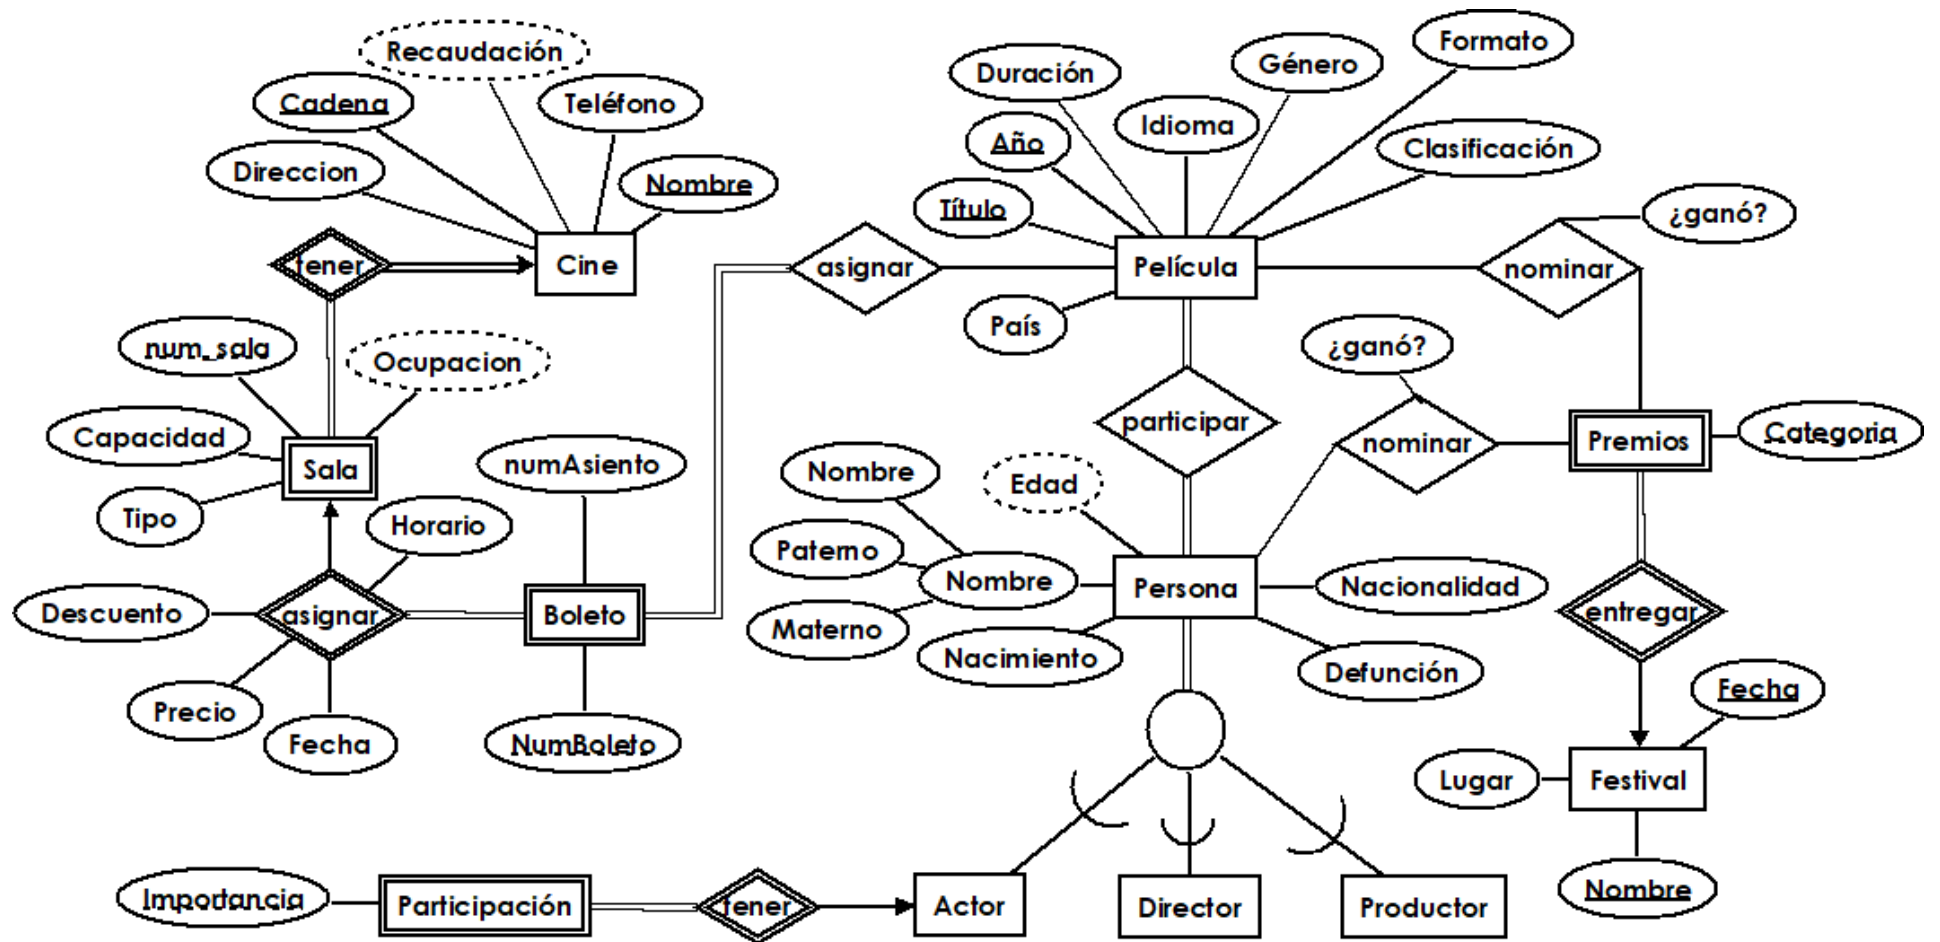 Recaudación
Cadena
Teléfono
Direccion
Nombre
tener
Cine
num_sala
Ocupacion
Capacidad
Sala
Tipo
Horario
numAsiento
Descuento
asignar
Boleto
Precio
Fecha
NumBoleto
Duración
Género
Formato
Año
Idioma
Clasificación
Título
¿ganó?
asignar
Película
nominar
País
¿ganó?
participar
nominar
Premios
Categoria
Nombre
Edad
Paterno
Nombre
Persona
Nacionalidad
Materno
Nacimiento
Defunción
entregar
Fecha
Lugar
Festival
Nombre
Importancia
Participación
tener
Actor
Director
Productor